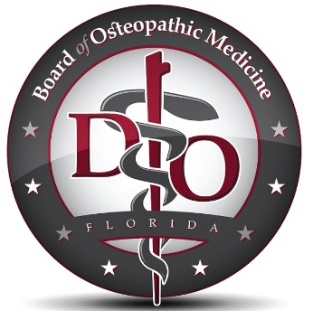 Board of Osteopathic Medicine
DO
FLORIDA